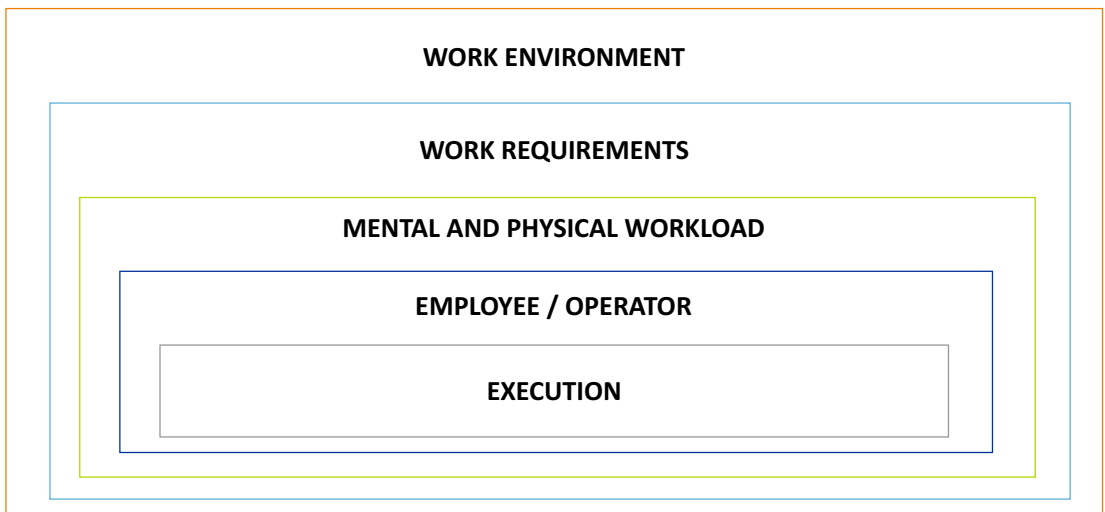 WORK ENVIRONMENT
WORK REQUIREMENTS
MENTAL AND PHYSICAL WORKLOAD
EMPLOYEE / OPERATOR
EXECUTION